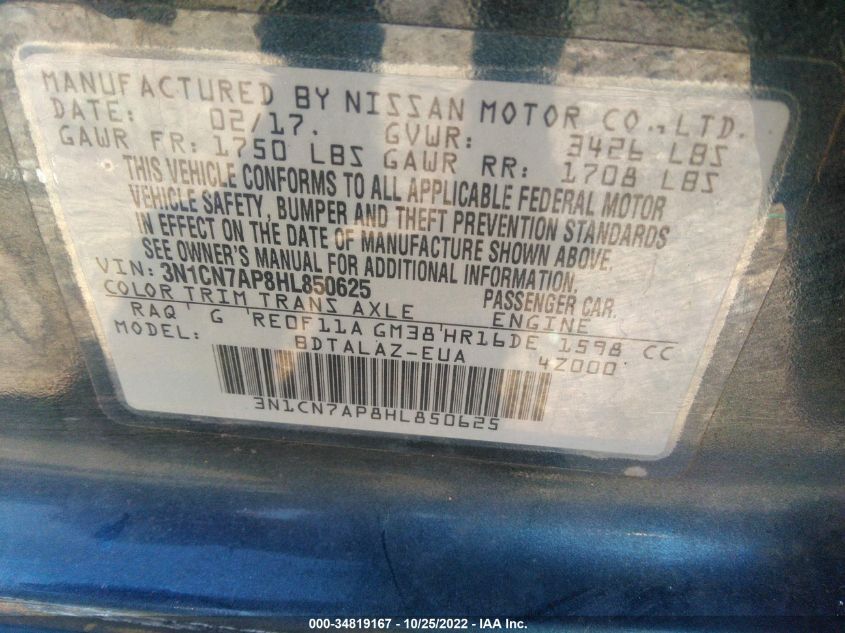 MANUFACTURED BY NISSAN MOTOR CO.,LTD.
DATE: 02/17. GVWR: 3426 LBS
GAWR FR: 1750 LBS GAWR RR: 1708 LBS
THIS VEHICLE CONFORMS TO ALL APPLICABLE FEDERAL MOTOR
VEHICLE SAFETY, BUMPER AND THEFT PREVENTION STANDARDS
IN EFFECT ON THE DATE OF MANUFACTURE SHOWN ABOVE.
SEE OWNER'S MANUAL FOR ADDITIONAL INFORMATION.
VIN: 3N1CN7AP8HL850625 PASSENGER CAR.
COLOR TRIM TRANS AXLE ENGINE
RAQ G RE0F11A GM38 HR16DE 1598 CC
MODEL: BDTALAZ-EUA 4Z000
3N1CN7AP8HL850625
000-34819167 - 10/25/2022 - IAA Inc.